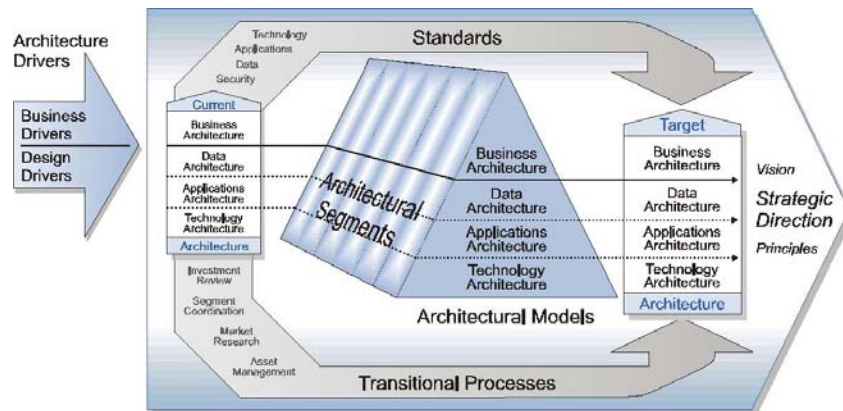 Architecture
Drivers
Business
Drivers
Design
Drivers
Technology
Applications
Data
Security
Standards
Current
Business
Architecture
Data
Architecture
Applications
Architecture
Technology
Architecture
Architecture
Investment
Review
Segment
Coordination
Market
Research
Asset
Management
Transitional Processes
Architectural
Segments
Business
Architecture
Data
Architecture
Applications
Architecture
Technology
Architecture
Architectural Models
Target
Business
Architecture
Data
Architecture
Applications
Architecture
Technology
Architecture
Architecture
Vision
Strategic
Direction
Principles